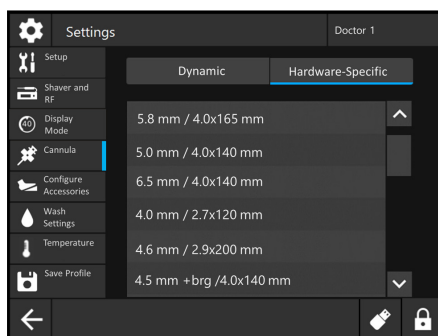 Settings
Doctor 1
Setup
Shaver and
RF
40
Display
Mode
Cannula
Configure
Accessories
Wash
Settings
Temperature
Save Profile
Dynamic
Hardware-Specific
5.8 mm / 4.0x165 mm
5.0 mm / 4.0x140 mm
6.5 mm / 4.0x140 mm
4.0 mm / 2.7x120 mm
4.6 mm / 2.9x200 mm
4.5 mm +brg /4.0x140 mm